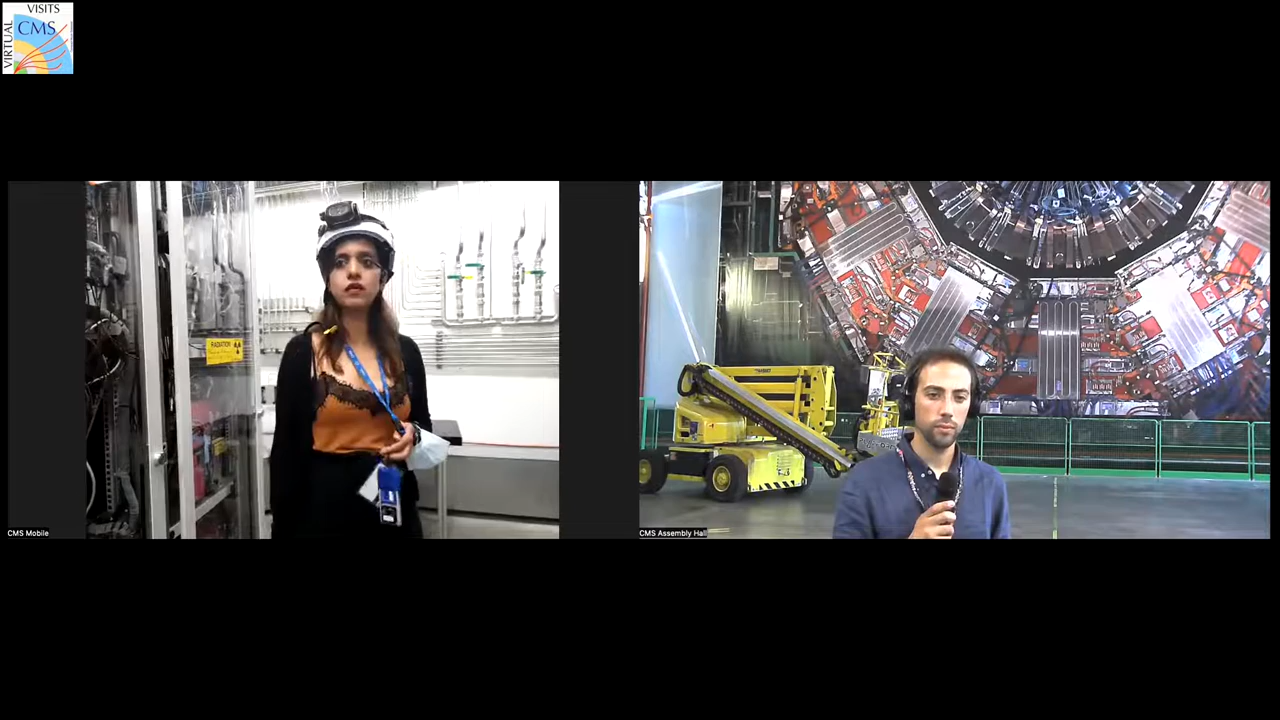 VISITS
CMS
VIRTUAL
RADIATION
CMS Mobile
CMS Assembly Hall